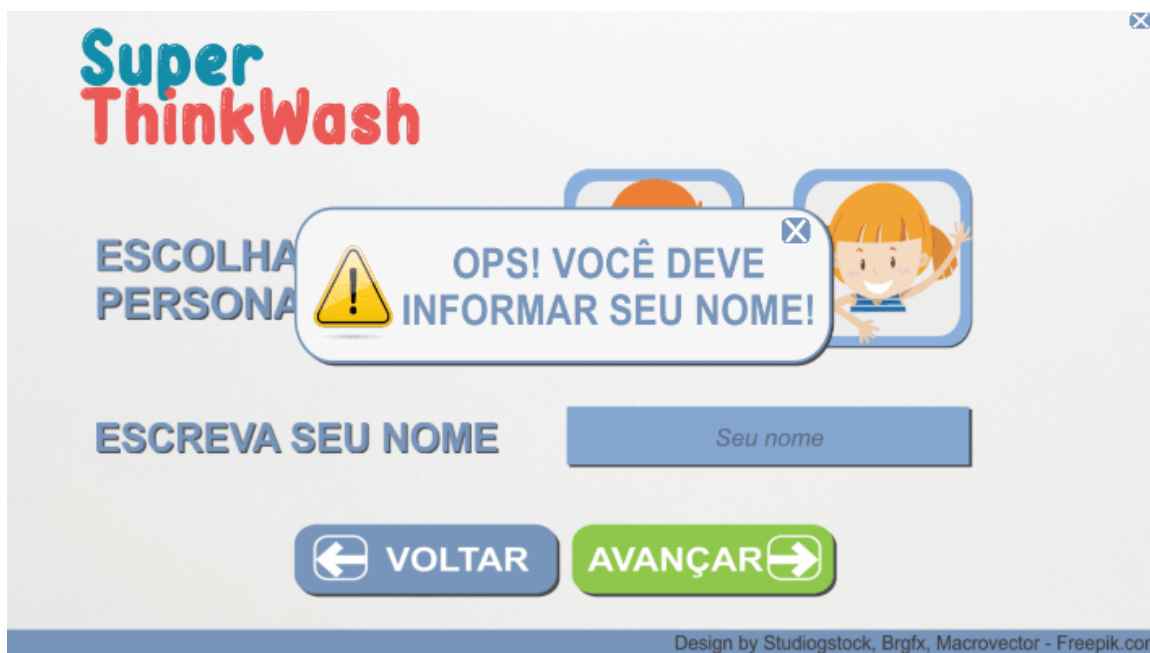 Super
ThinkWash
ESCOLHA
PERSONA
OPS! VOCÊ DEVE
INFORMAR SEU NOME!
ESCREVA SEU NOME
Seu nome
VOLTAR
AVANÇAR
Design by Studiogstock, Brgfx, Macrovector - Freepik.com